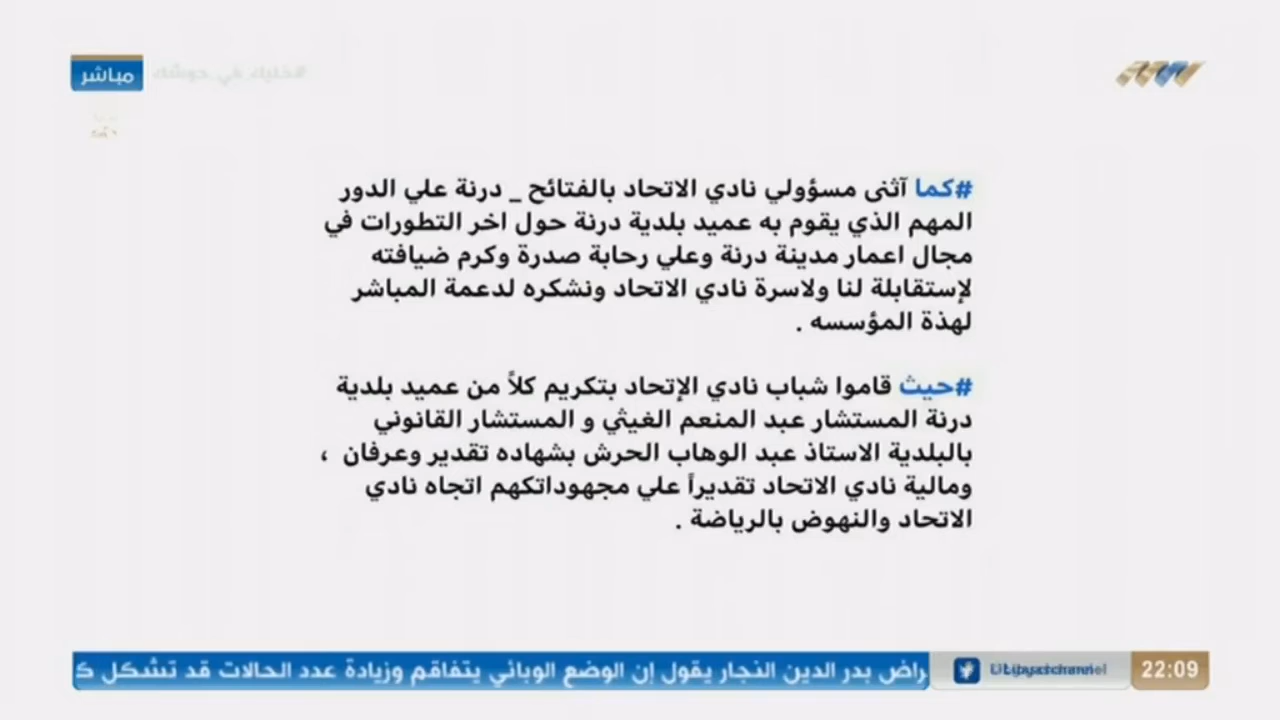 مباشر
#خليك في حوشك
#كما آثنى مسؤولي نادي الاتحاد بالفتائح _ درنة علي الدور
المهم الذي يقوم به عميد بلدية درنة حول اخر التطورات في
مجال اعمار مدينة درنة وعلي رحابة صدرة وكرم ضيافته
لإستقابلة لنا ولاسرة نادي الاتحاد ونشكره لدعمة المباشر
لهذة المؤسسه .
#حيث قاموا شباب نادي الإتحاد بتكريم كلاً من عميد بلدية
درنة المستشار عبد المنعم الغيثي و المستشار القانوني
بالبلدية الاستاذ عبد الوهاب الحرش بشهاده تقدير وعرفان ،
ومالية نادي الاتحاد تقديراً علي مجهوداتكهم اتجاه نادي
الاتحاد والنهوض بالرياضة .
راض بدر الدين النجار يقول إن الوضع الوبائي يتفاقم وزيادة عدد الحالات قد تشكل ك
22:09